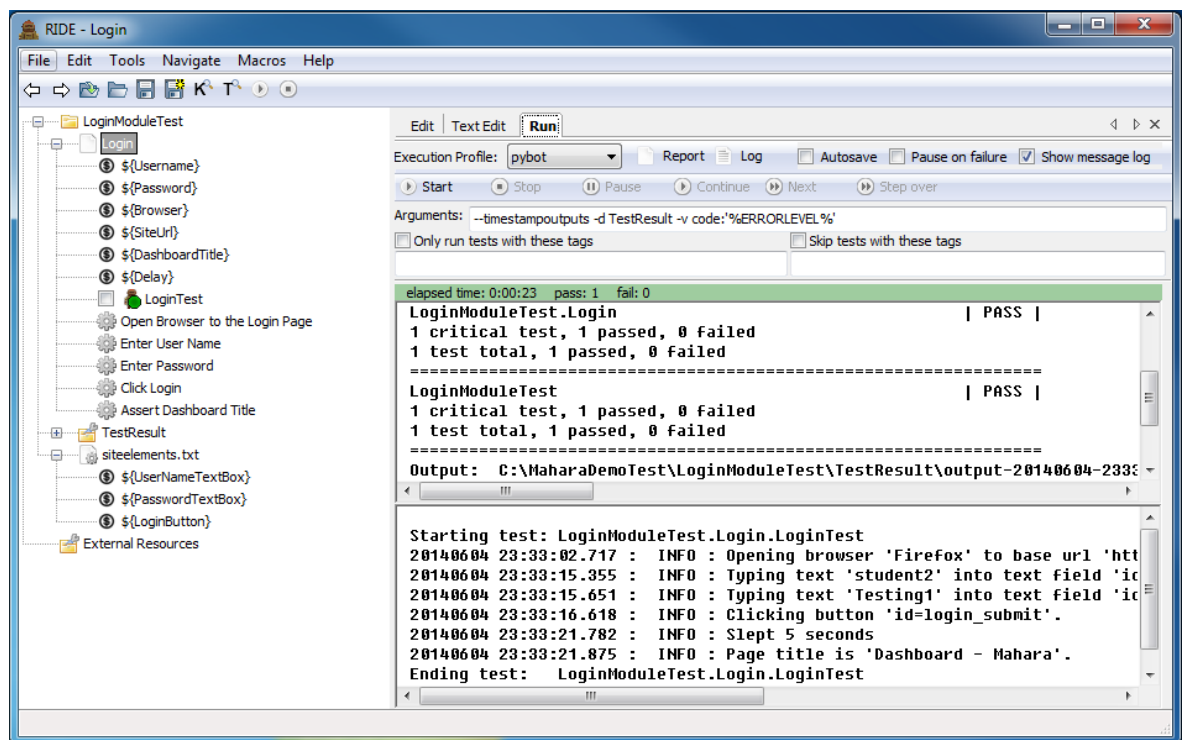 RIDE - Login
File Edit Tools Navigate Macros Help
LoginModuleTest
Login
${Username}
${Password}
${Browser}
${SiteUrl}
${DashboardTitle}
${Delay}
LoginTest
Open Browser to the Login Page
Enter User Name
Enter Password
Click Login
Assert Dashboard Title
TestResult
siteelements.txt
${UserNameTextBox}
${PasswordTextBox}
${LoginButton}
External Resources
Edit Text Edit Run
Execution Profile: pybot Report Log Autosave Pause on failure Show message log
Start Stop Pause Continue Next Step over
Arguments: --timestampoutputs -d TestResult -v code:'%ERRORLEVEL%'
Only run tests with these tags Skip tests with these tags
elapsed time: 0:00:23 pass: 1 fail: 0
LoginModuleTest.Login | PASS |
1 critical test, 1 passed, 0 failed
1 test total, 1 passed, 0 failed
==============================================================================
LoginModuleTest | PASS |
1 critical test, 1 passed, 0 failed
1 test total, 1 passed, 0 failed
==============================================================================
Output: C:\MaharaDemoTest\LoginModuleTest\TestResult\output-20140604-2333
Starting test: LoginModuleTest.Login.LoginTest
20140604 23:33:02.717 : INFO : Opening browser 'Firefox' to base url 'htt
20140604 23:33:15.355 : INFO : Typing text 'student2' into text field 'id
20140604 23:33:15.651 : INFO : Typing text 'Testing1' into text field 'id
20140604 23:33:16.618 : INFO : Clicking button 'id=login_submit'.
20140604 23:33:21.782 : INFO : Slept 5 seconds
20140604 23:33:21.875 : INFO : Page title is 'Dashboard - Mahara'.
Ending test: LoginModuleTest.Login.LoginTest